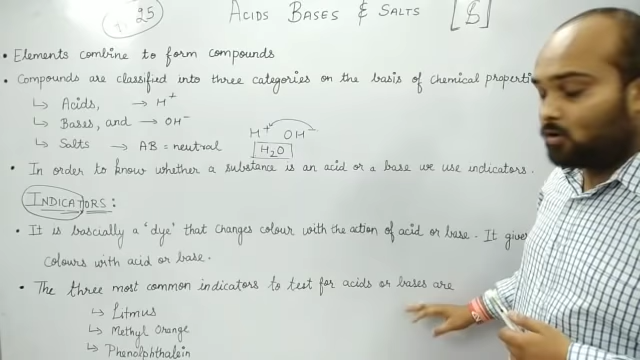 25
ACIDS BASES & SALTS
• Elements combine to form compounds
• Compounds are classified into three categories on the basis of chemical properti
↳ Acids, → H⁺
↳ Bases, and → OH⁻
↳ Salts → AB = neutral
H⁺ OH⁻
H₂O
• In order to know whether a substance is an acid or a base we use indicators.
INDICATORS:
• It is bascially a 'dye' that changes colour with the action of acid or base. It give
colours with acid or base.
• The three most common indicators to test for acids or bases are
↳ Litmus
↳ Methyl Orange
↳ Phenolphthalein